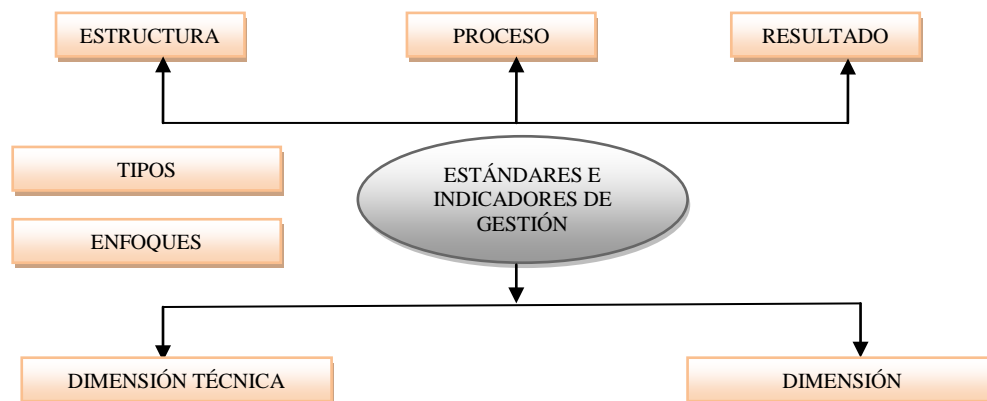 ESTRUCTURA
PROCESO
RESULTADO
TIPOS
ESTÁNDARES E
INDICADORES DE
GESTIÓN
ENFOQUES
DIMENSIÓN TÉCNICA
DIMENSIÓN